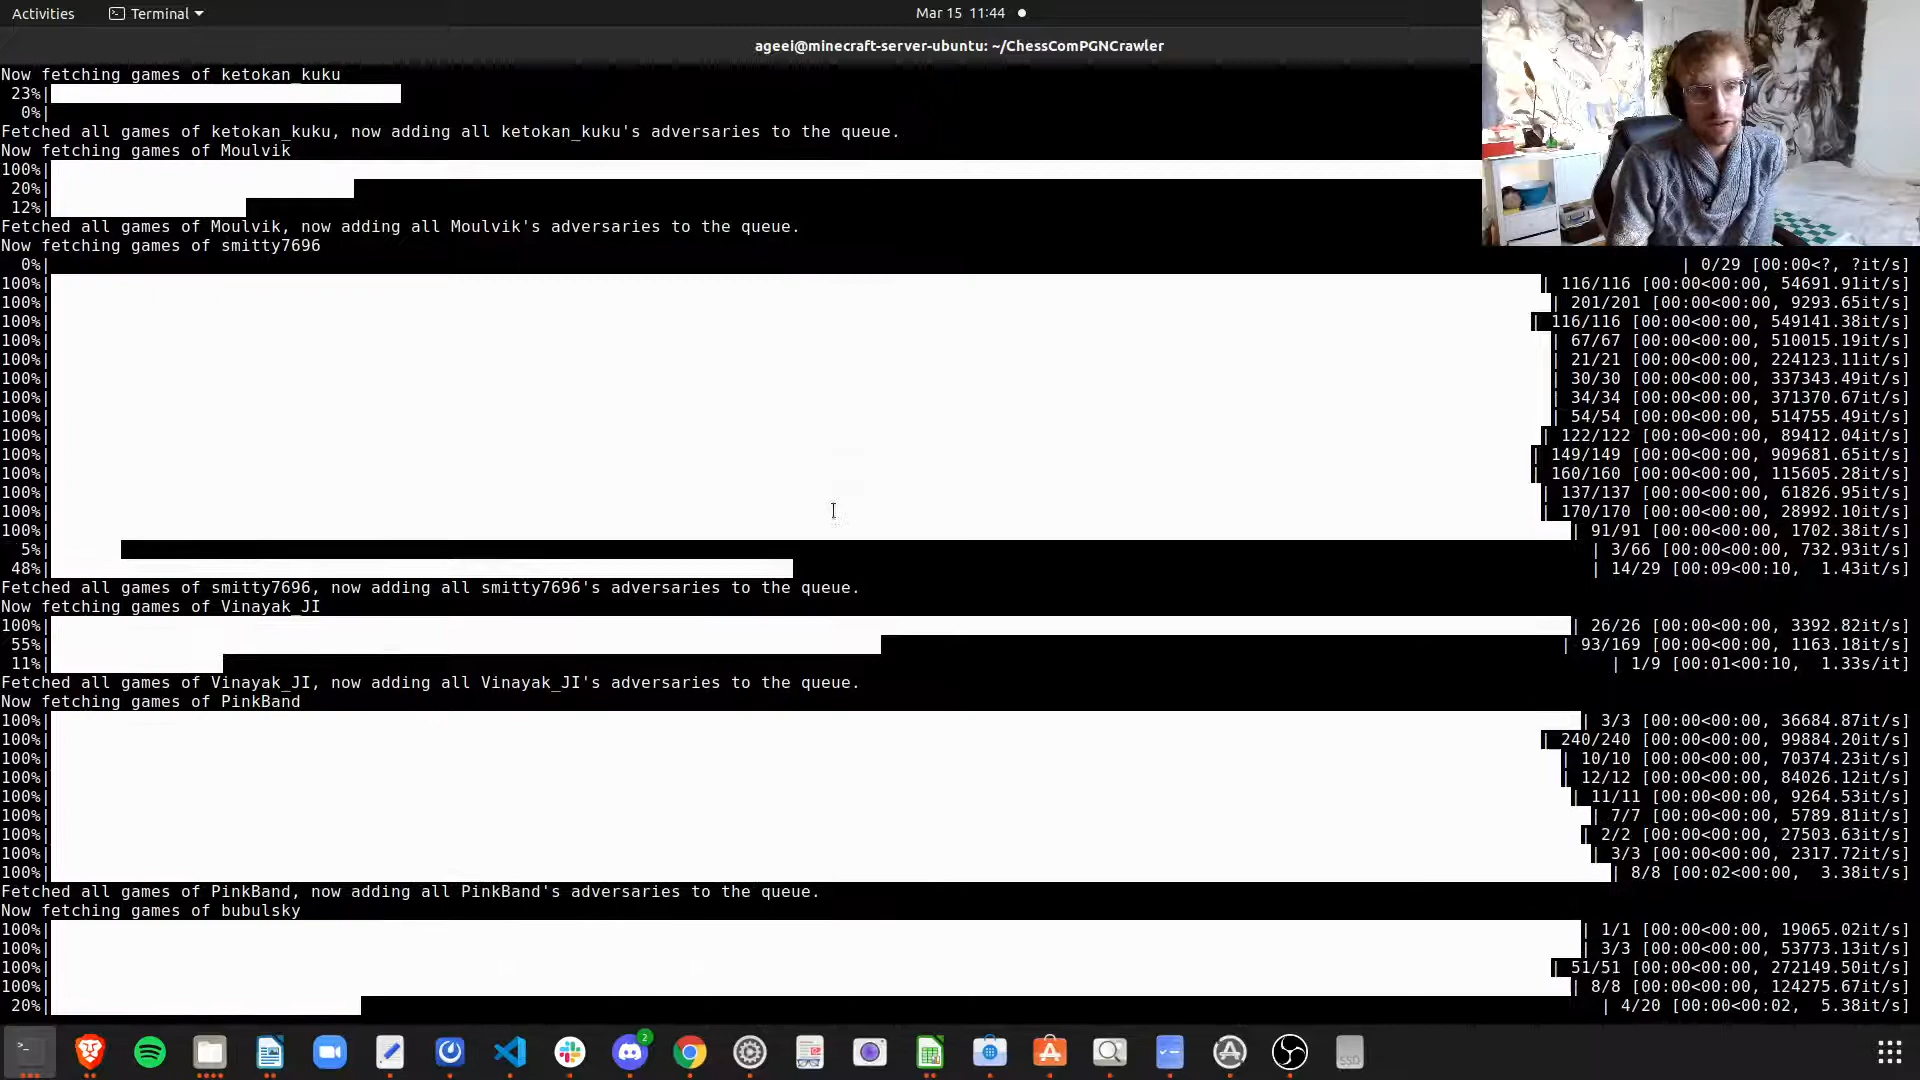 Activities
Terminal
Mar 15 11:44
ageei@minecraft-server-ubuntu: ~/ChessComPGNCrawler
Now fetching games of ketokan_kuku
23%|
0%|
Fetched all games of ketokan_kuku, now adding all ketokan_kuku's adversaries to the queue.
Now fetching games of Moulvik
100%|
20%|
12%|
Fetched all games of Moulvik, now adding all Moulvik's adversaries to the queue.
Now fetching games of smitty7696
0%| | 0/29 [00:00<?, ?it/s]
100%| | 116/116 [00:00<00:00, 54691.91it/s]
100%| | 201/201 [00:00<00:00, 9293.65it/s]
100%| | 116/116 [00:00<00:00, 549141.38it/s]
100%| | 67/67 [00:00<00:00, 510015.19it/s]
100%| | 21/21 [00:00<00:00, 224123.11it/s]
100%| | 30/30 [00:00<00:00, 337343.49it/s]
100%| | 34/34 [00:00<00:00, 371370.67it/s]
100%| | 54/54 [00:00<00:00, 514755.49it/s]
100%| | 122/122 [00:00<00:00, 89412.04it/s]
100%| | 149/149 [00:00<00:00, 909681.65it/s]
100%| | 160/160 [00:00<00:00, 115605.28it/s]
100%| | 137/137 [00:00<00:00, 61826.95it/s]
100%| | 170/170 [00:00<00:00, 28992.10it/s]
100%| | 91/91 [00:00<00:00, 1702.38it/s]
5%| | 3/66 [00:00<00:00, 732.93it/s]
48%| | 14/29 [00:09<00:10, 1.43it/s]
Fetched all games of smitty7696, now adding all smitty7696's adversaries to the queue.
Now fetching games of Vinayak_JI
100%| | 26/26 [00:00<00:00, 3392.82it/s]
55%| | 93/169 [00:00<00:00, 1163.18it/s]
11%| | 1/9 [00:01<00:10, 1.33s/it]
Fetched all games of Vinayak_JI, now adding all Vinayak_JI's adversaries to the queue.
Now fetching games of PinkBand
100%| | 3/3 [00:00<00:00, 36684.87it/s]
100%| | 240/240 [00:00<00:00, 99884.20it/s]
100%| | 10/10 [00:00<00:00, 70374.23it/s]
100%| | 12/12 [00:00<00:00, 84026.12it/s]
100%| | 11/11 [00:00<00:00, 9264.53it/s]
100%| | 7/7 [00:00<00:00, 5789.81it/s]
100%| | 2/2 [00:00<00:00, 27503.63it/s]
100%| | 3/3 [00:00<00:00, 2317.72it/s]
100%| | 8/8 [00:02<00:00, 3.38it/s]
Fetched all games of PinkBand, now adding all PinkBand's adversaries to the queue.
Now fetching games of bubulsky
100%| | 1/1 [00:00<00:00, 19065.02it/s]
100%| | 3/3 [00:00<00:00, 53773.13it/s]
100%| | 51/51 [00:00<00:00, 272149.50it/s]
100%| | 8/8 [00:00<00:00, 124275.67it/s]
20%| | 4/20 [00:00<00:02, 5.38it/s]
2
SSD